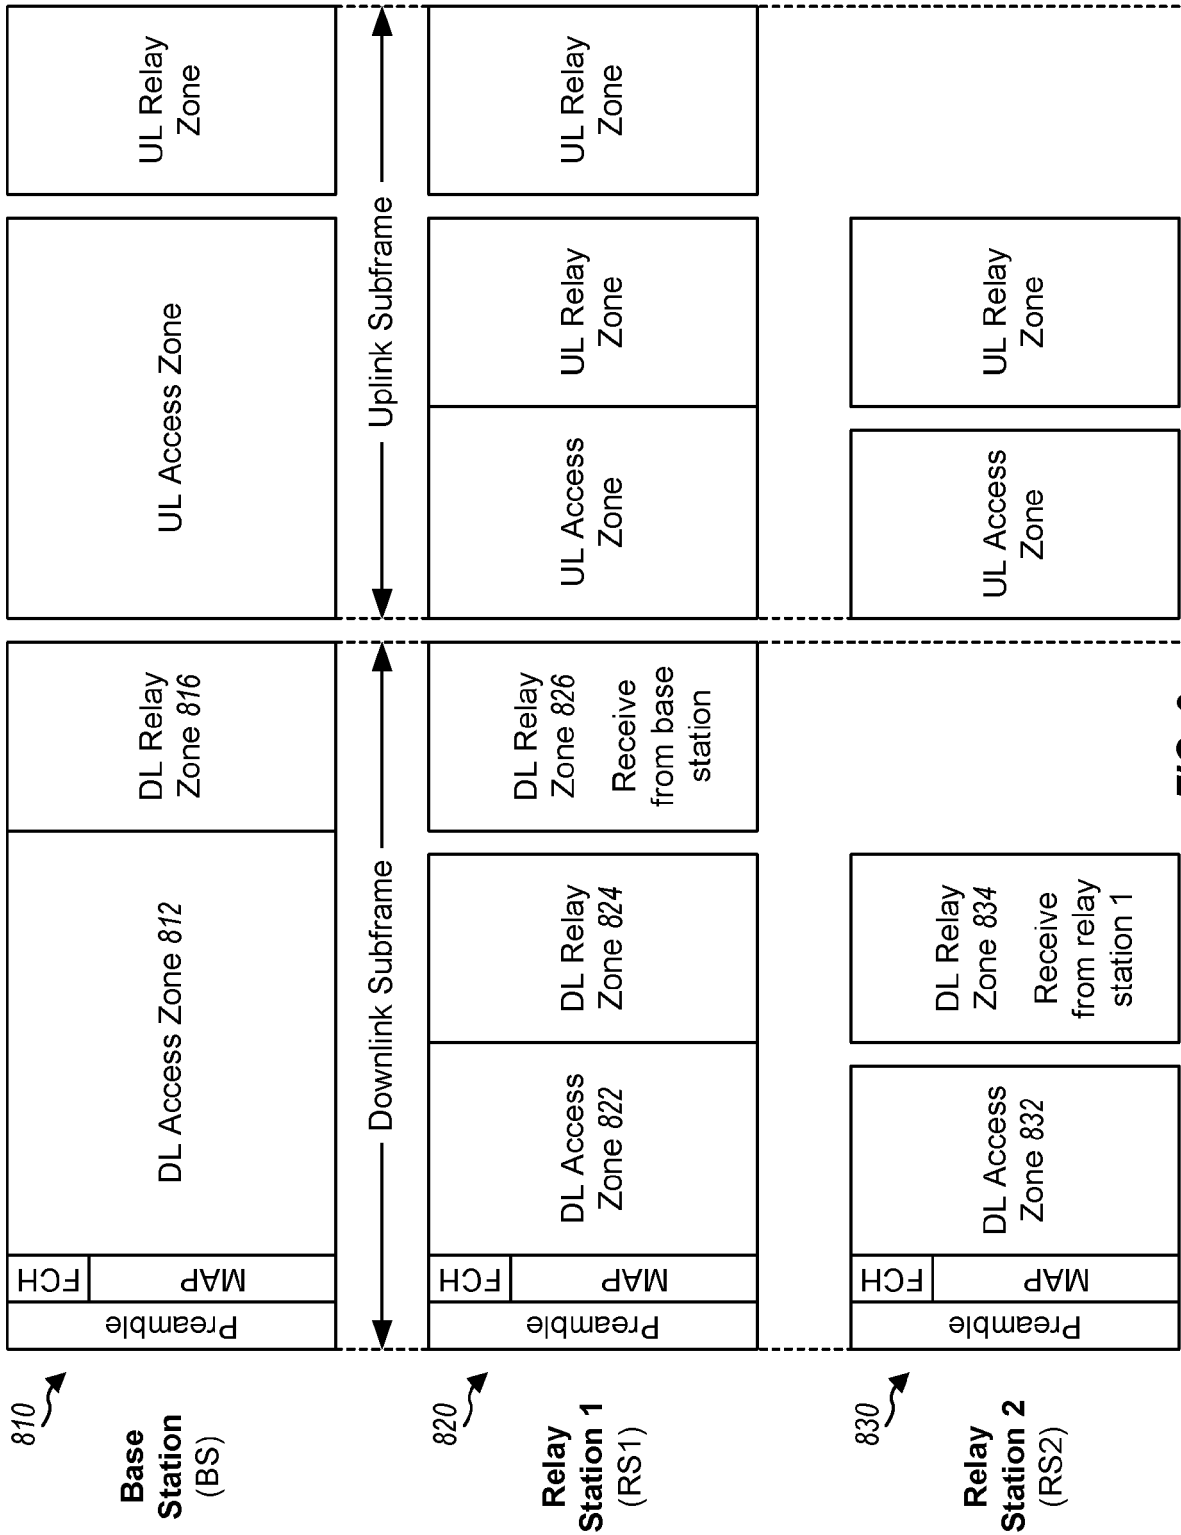 810
Base
Station
(BS)
Preamble
FCH
MAP
DL Access Zone 812
DL Relay
Zone 816
UL Access Zone
UL Relay
Zone
Downlink Subframe
Uplink Subframe
820
Relay
Station 1
(RS1)
Preamble
FCH
MAP
DL Access
Zone 822
DL Relay
Zone 824
DL Relay
Zone 826
Receive
from base
station
UL Access
Zone
UL Relay
Zone
UL Relay
Zone
830
Relay
Station 2
(RS2)
Preamble
FCH
MAP
DL Access
Zone 832
DL Relay
Zone 834
Receive
from relay
station 1
UL Access
Zone
UL Relay
Zone